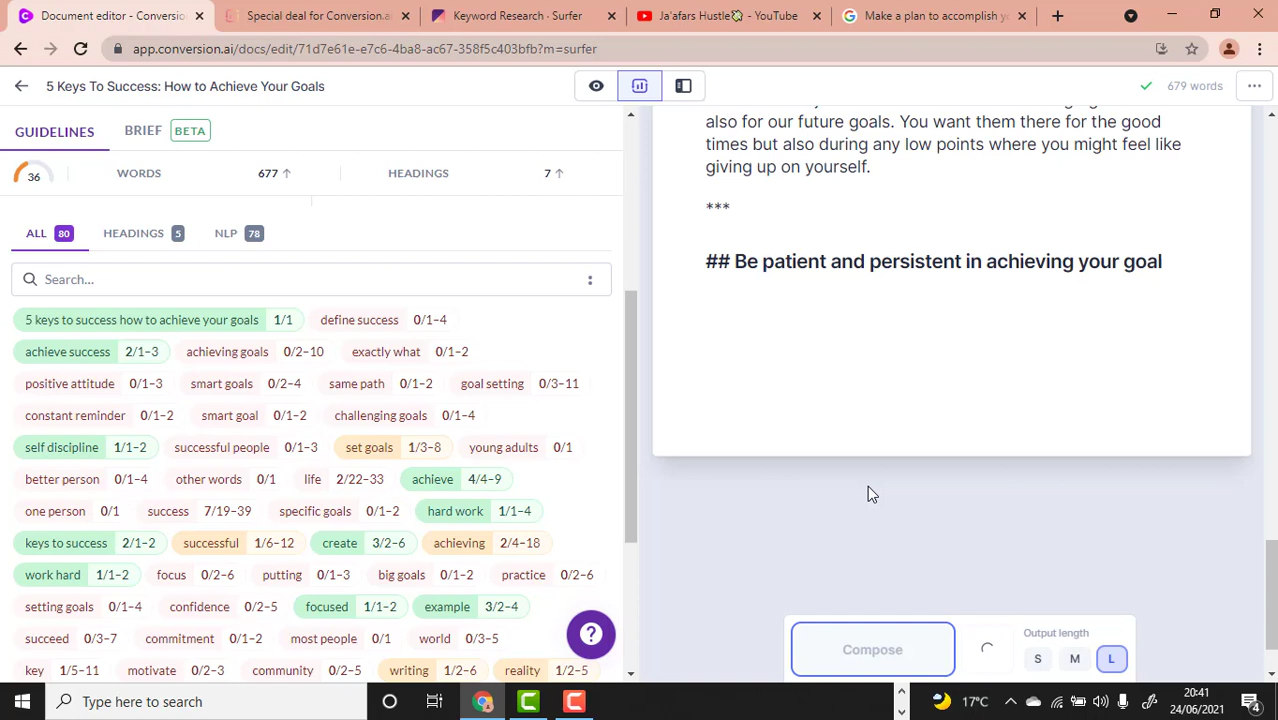 Document editor - Conversion
Special deal for Conversion.a
Keyword Research - Surfer
Ja'afars Hustle - YouTube
Make a plan to accomplish yo
app.conversion.ai/docs/edit/71d7e61e-e7c6-4ba8-ac67-358f5c403bfb?m=surfer
5 Keys To Success: How to Achieve Your Goals
679 words
GUIDELINES
BRIEF BETA
36
WORDS 677
HEADINGS 7
ALL 80
HEADINGS 5
NLP 78
Search...
5 keys to success how to achieve your goals 1/1 define success 0/1–4
achieve success 2/1–3 achieving goals 0/2–10 exactly what 0/1–2
positive attitude 0/1–3 smart goals 0/2–4 same path 0/1–2 goal setting 0/3–11
constant reminder 0/1–2 smart goal 0/1–2 challenging goals 0/1–4
self discipline 1/1–2 successful people 0/1–3 set goals 1/3–8 young adults 0/1
better person 0/1–4 other words 0/1 life 2/22–33 achieve 4/4–9
one person 0/1 success 7/19–39 specific goals 0/1–2 hard work 1/1–4
keys to success 2/1–2 successful 1/6–12 create 3/2–6 achieving 2/4–18
work hard 1/1–2 focus 0/2–6 putting 0/1–3 big goals 0/1–2 practice 0/2–6
setting goals 0/1–4 confidence 0/2–5 focused 1/1–2 example 3/2–4
succeed 0/3–7 commitment 0/1–2 most people 0/1 world 0/3–5
key 1/5–11 motivate 0/2–3 community 0/2–5 writing 1/2–6 reality 1/2–5
also for our future goals. You want them there for the good
times but also during any low points where you might feel like
giving up on yourself.
***
## Be patient and persistent in achieving your goal
Compose
Output length
S M L
?
Type here to search
17°C
20:41
24/06/2021
4